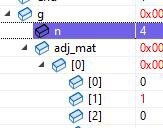 g 0x00
n 4
adj_mat 0x00
[0] 0x00
[0] 0
[1] 1
[2] 0